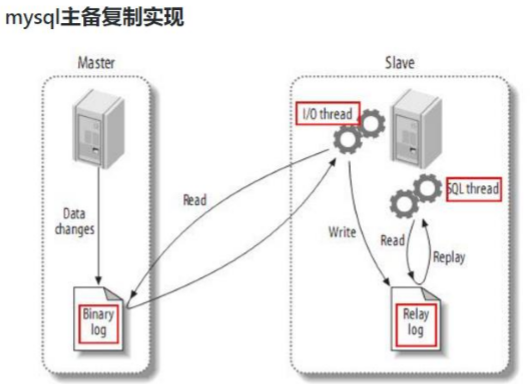 mysql主备复制实现
Master
Slave
I/O thread
SQL thread
Data
changes
Read
Write
Read
Replay
Binary
log
Relay
log